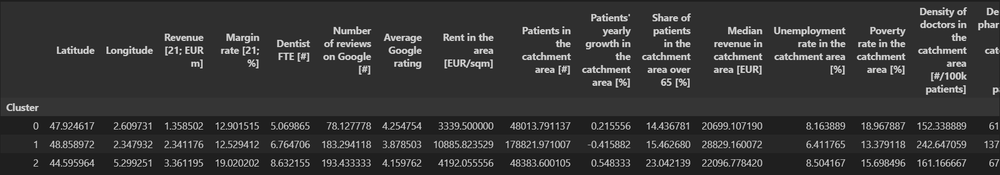 Latitude Longitude Revenue [21; EUR m] Margin rate [21; %] Dentist FTE [#] Number of reviews on Google [#] Average Google rating Rent in the area [EUR/sqm] Patients in the catchment area [#] Patients' yearly growth in the catchment area [%] Share of patients in the catchment area over 65 [%] Median revenue in catchment area [EUR] Unemployment rate in the catchment area [%] Poverty rate in the catchment area [%] Density of doctors in the catchment area [#/100k patients]
Cluster
0 47.924617 2.609731 1.358502 12.901515 5.069865 78.127778 4.254754 3339.500000 48013.791137 0.215556 14.436781 20699.107190 8.163889 18.967887 152.338889 61
1 48.858972 2.347932 2.341176 12.529412 6.764706 183.294118 3.878503 10885.823529 178821.971007 -0.415882 15.462680 28829.160072 6.411765 13.379118 242.647059 137
2 44.595964 5.299251 3.361195 19.020202 8.632155 193.433333 4.159762 4192.055556 48383.600105 0.548333 23.042139 22096.778420 8.504167 15.698496 161.166667 67